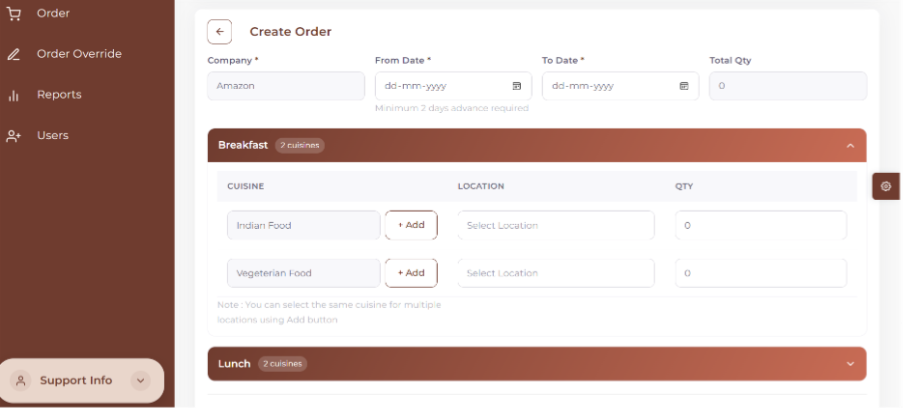 Order
Order Override
Reports
Users
Support Info
Create Order
Company * From Date * To Date * Total Qty
Amazon dd-mm-yyyy dd-mm-yyyy 0
Minimum 2 days advance required
Breakfast 2 cuisines
CUISINE LOCATION QTY
Indian Food + Add Select Location 0
Vegeterian Food + Add Select Location 0
Note : You can select the same cuisine for multiple
locations using Add button
Lunch 2 cuisines